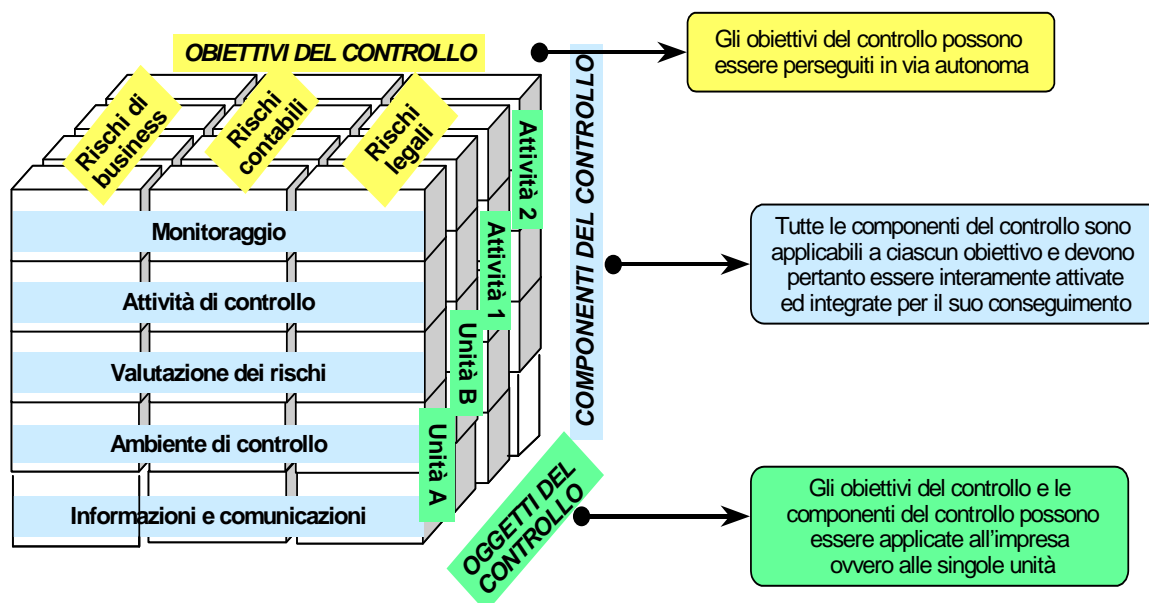 OBIETTIVI DEL CONTROLLO
Gli obiettivi del controllo possono
essere perseguiti in via autonoma
Rischi di
business
Rischi
contabili
Rischi
legali
Attività 2
Attività 1
Unità B
Unità A
COMPONENTI DEL CONTROLLO
Monitoraggio
Attività di controllo
Valutazione dei rischi
Ambiente di controllo
Informazioni e comunicazioni
Tutte le componenti del controllo sono
applicabili a ciascun obiettivo e devono
pertanto essere interamente attivate
ed integrate per il suo conseguimento
OGGETTI DEL
CONTROLLO
Gli obiettivi del controllo e le
componenti del controllo possono
essere applicate all'impresa
ovvero alle singole unità